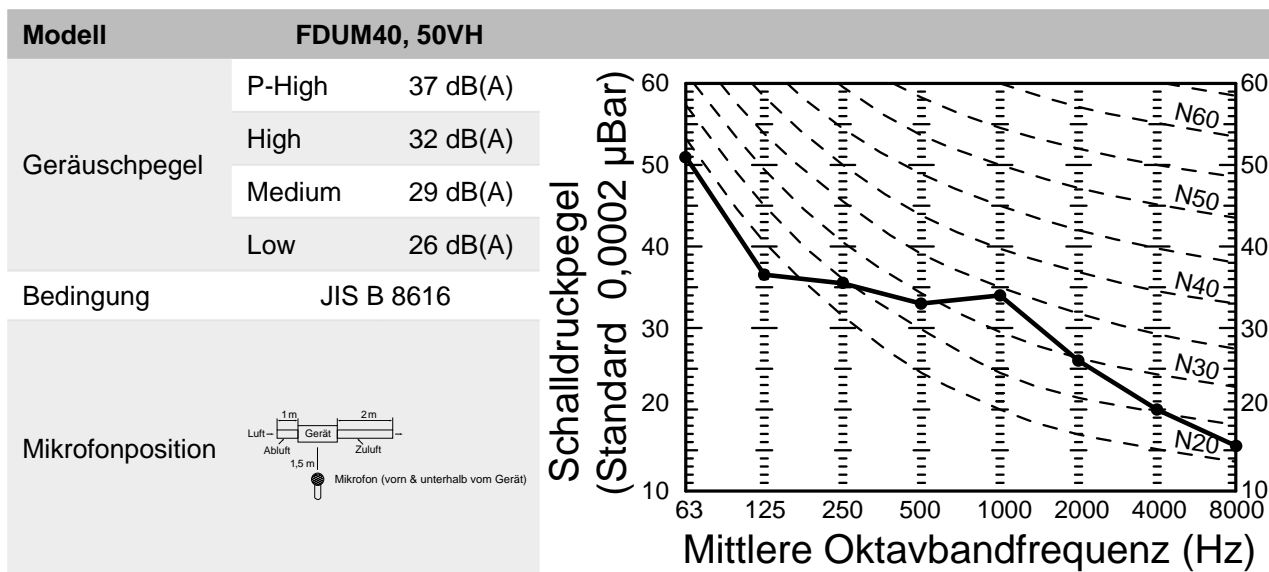 Modell FDUM40, 50VH
Geräuschpegel
P-High 37 dB(A)
High 32 dB(A)
Medium 29 dB(A)
Low 26 dB(A)
Bedingung JIS B 8616
Mikrofonposition
1 m 2 m
Luft Gerät
Abluft Zuluft
1,5 m
Mikrofon (vorn & unterhalb vom Gerät)
Schalldruckpegel
(Standard 0,0002 µBar)
60 60
N60
50 50
N50
40 40
N40
30 30
N30
20 20
N20
10 10
63 125 250 500 1000 2000 4000 8000
Mittlere Oktavbandfrequenz (Hz)